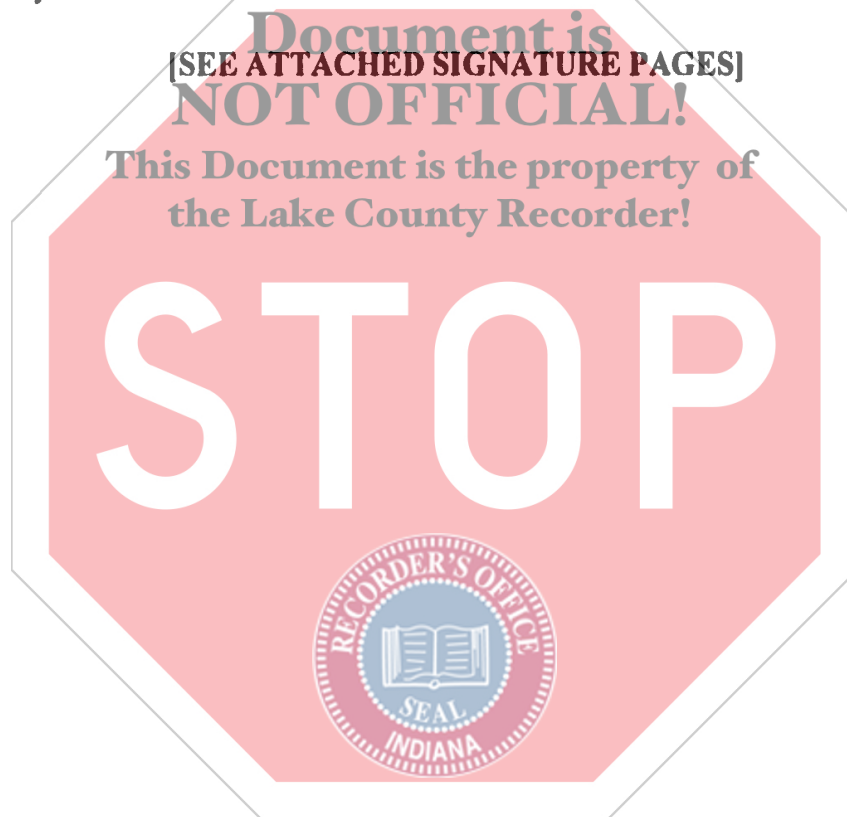 Document is
[SEE ATTACHED SIGNATURE PAGES]
NOT OFFICIAL!
This Document is the property of
the Lake County Recorder!
STOP
RECORDER'S OFFICE
SEAL
INDIANA